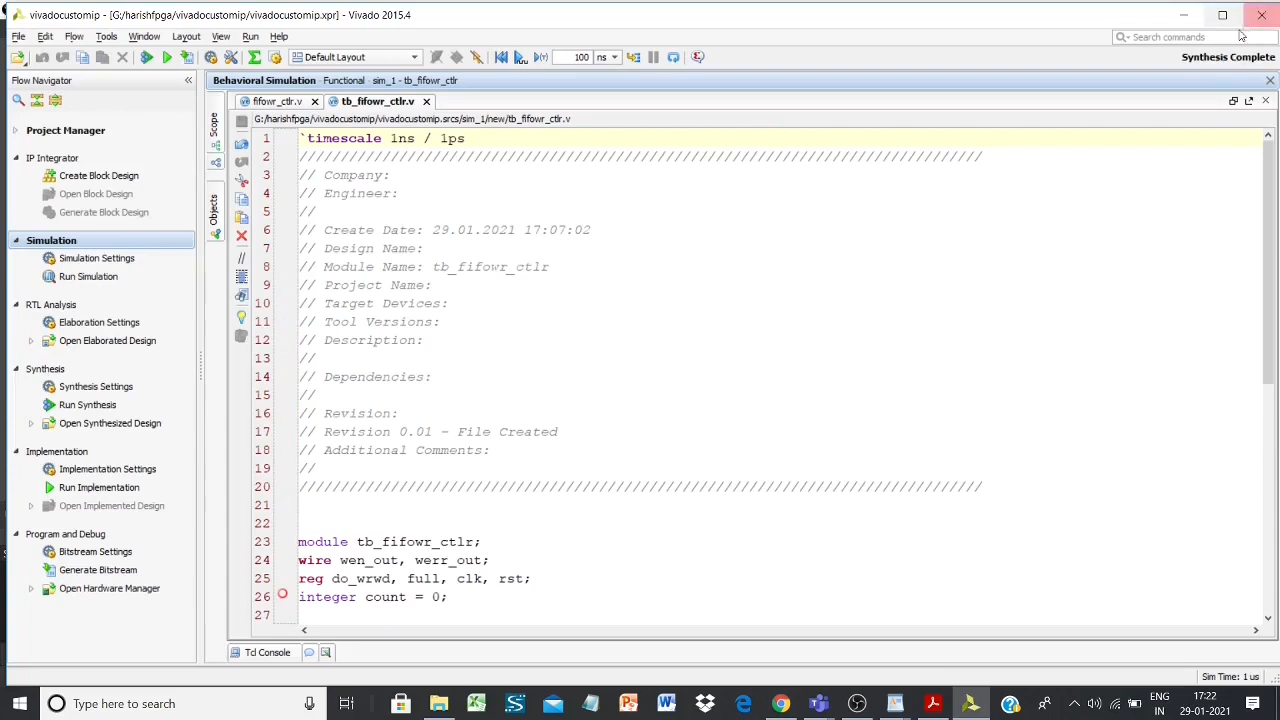 vivadocustomip - [G:/harishfpga/vivadocustomip/vivadocustomip.xpr] - Vivado 2015.4
File Edit Flow Tools Window Layout View Run Help
Search commands
Default Layout
100 ns
Synthesis Complete
Flow Navigator
Behavioral Simulation - Functional - sim_1 - tb_fifowr_ctlr
fifowr_ctlr.v
tb_fifowr_ctlr.v
G:/harishfpga/vivadocustomip/vivadocustomip.srcs/sim_1/new/tb_fifowr_ctlr.v
Project Manager
IP Integrator
Create Block Design
Open Block Design
Generate Block Design
Simulation
Simulation Settings
Run Simulation
RTL Analysis
Elaboration Settings
Open Elaborated Design
Synthesis
Synthesis Settings
Run Synthesis
Open Synthesized Design
Implementation
Implementation Settings
Run Implementation
Open Implemented Design
Program and Debug
Bitstream Settings
Generate Bitstream
Open Hardware Manager
Scope
Objects
1 `timescale 1ns / 1ps
2 //////////////////////////////////////////////////////////////////////////////////
3 // Company:
4 // Engineer:
5 //
6 // Create Date: 29.01.2021 17:07:02
7 // Design Name:
8 // Module Name: tb_fifowr_ctlr
9 // Project Name:
10 // Target Devices:
11 // Tool Versions:
12 // Description:
13 //
14 // Dependencies:
15 //
16 // Revision:
17 // Revision 0.01 - File Created
18 // Additional Comments:
19 //
20 //////////////////////////////////////////////////////////////////////////////////
21
22
23 module tb_fifowr_ctlr;
24 wire wen_out, werr_out;
25 reg do_wrwd, full, clk, rst;
26 integer count = 0;
27
Tcl Console
Sim Time: 1 us
Type here to search
ENG
IN
17:22
29-01-2021